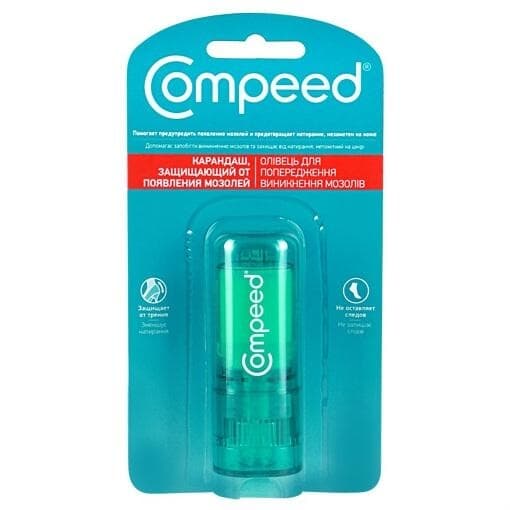 Compeed®
Помогает предупредить появление мозолей и предотвращает натирание, незаметен на коже
Допомагає запобігти виникненню мозолів та захищає від натирання, непомітний на шкірі
КАРАНДАШ,
ЗАЩИЩАЮЩИЙ ОТ
ПОЯВЛЕНИЯ МОЗОЛЕЙ
ОЛІВЕЦЬ ДЛЯ
ПОПЕРЕДЖЕННЯ
ВИНИКНЕННЯ МОЗОЛІВ
Compeed®
Защищает
от трения
Зменшує
натирання
Не оставляет
следов
Не залишає
слідів